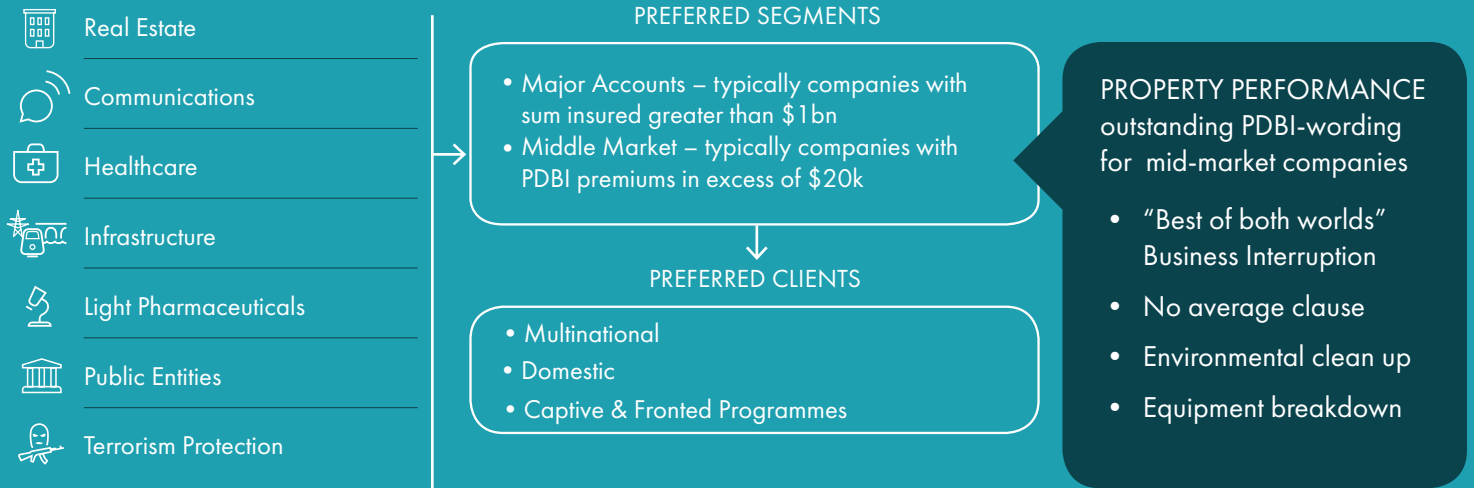 Real Estate
Communications
Healthcare
Infrastructure
Light Pharmaceuticals
Public Entities
Terrorism Protection
PREFERRED SEGMENTS
• Major Accounts – typically companies with
sum insured greater than $1bn
• Middle Market – typically companies with
PDBI premiums in excess of $20k
PREFERRED CLIENTS
• Multinational
• Domestic
• Captive & Fronted Programmes
PROPERTY PERFORMANCE
outstanding PDBI-wording
for mid-market companies
• “Best of both worlds”
Business Interruption
• No average clause
• Environmental clean up
• Equipment breakdown